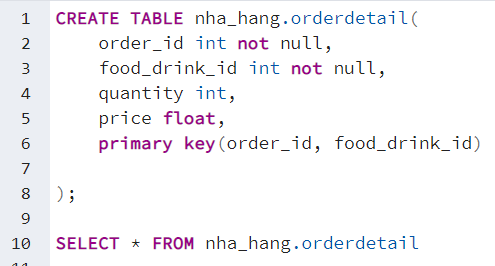 1 CREATE TABLE nha_hang.orderdetail(
2 order_id int not null,
3 food_drink_id int not null,
4 quantity int,
5 price float,
6 primary key(order_id, food_drink_id)
7
8 );
9
10 SELECT * FROM nha_hang.orderdetail